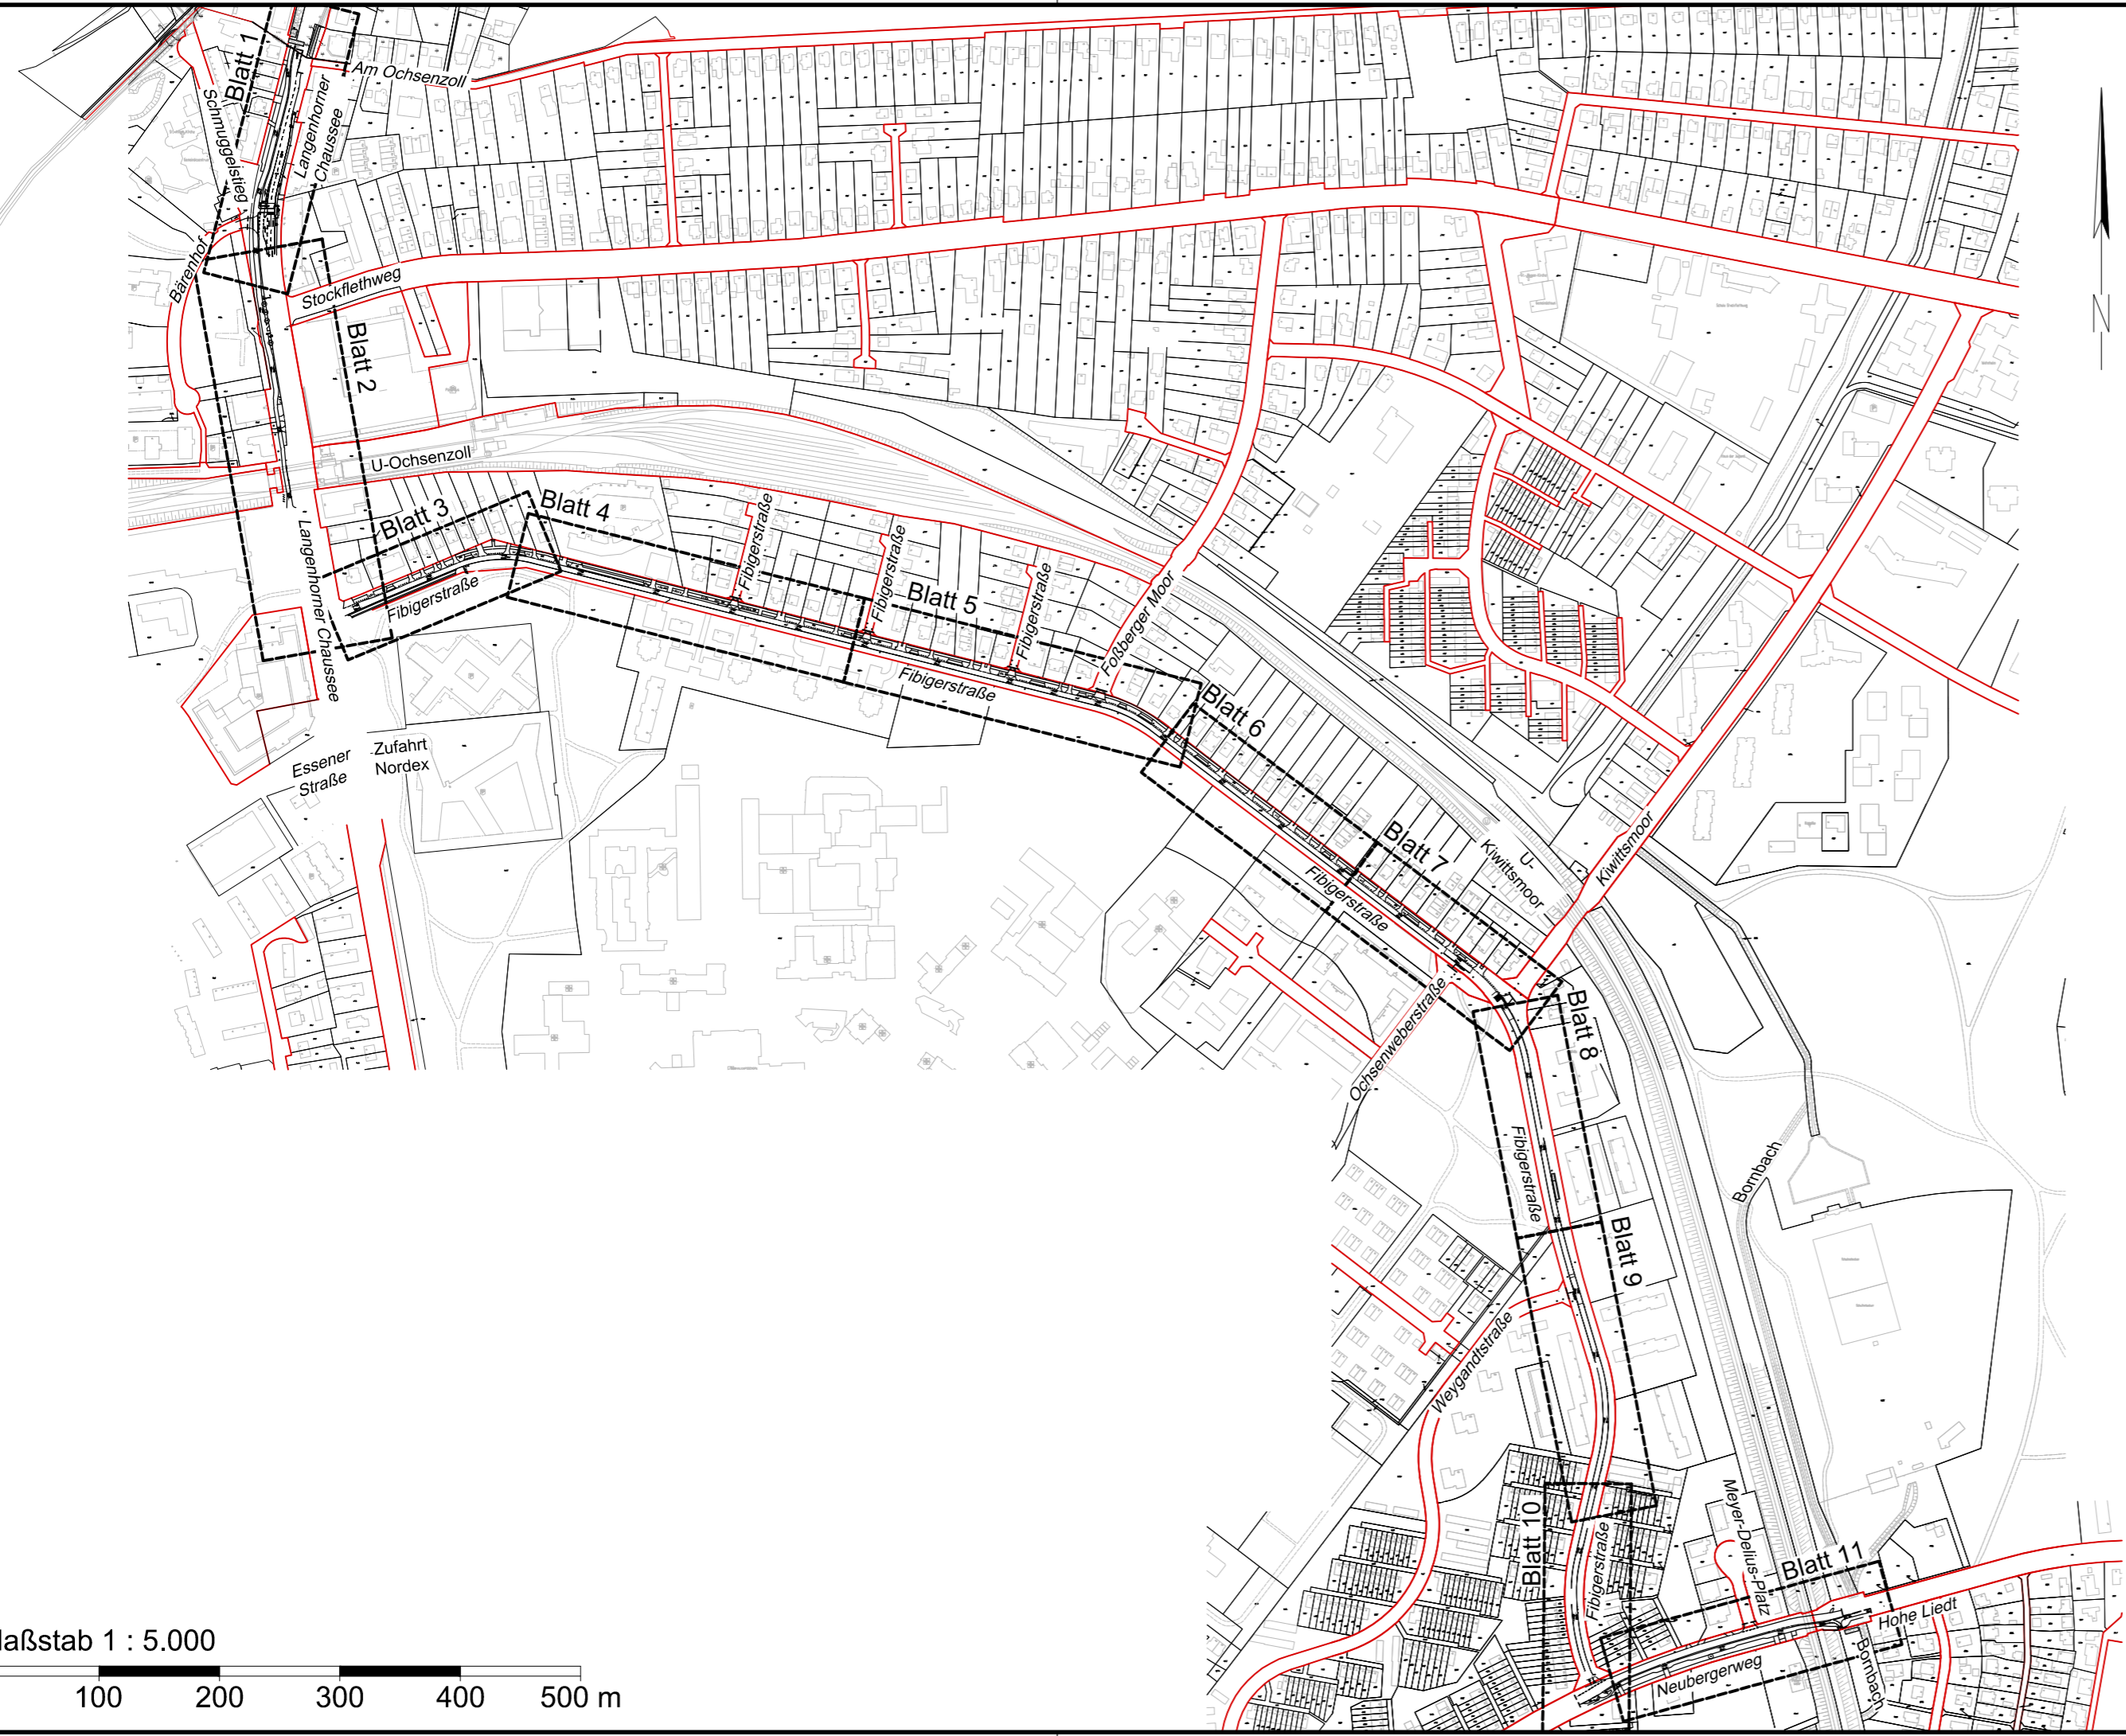 Blatt 1
Am Ochsenzoll
Schmuggelstieg
Langenhorner
Chaussee
Bärenhof
Stockflethweg
N
Blatt 2
U-Ochsenzoll
Blatt 3
Blatt 4
Fibigerstraße
Fibigerstraße
Blatt 5
Fibigerstraße
Foßberger Moor
Fibigerstraße
Langenhorner Chaussee
Fibigerstraße
Blatt 6
Essener
Straße
Zufahrt
Nordex
Blatt 7
U-
Kiwittsmoor
Kiwittsmoor
Fibigerstraße
Ochsenweberstraße
Blatt 8
Fibigerstraße
Bornbach
Blatt 9
Weygandtstraße
Blatt 10
Fibigerstraße
Meyer-Delius-Platz
Blatt 11
Hohe Liedt
Neubergerweg
Bornbach
aßstab 1 : 5.000
100 200 300 400 500 m